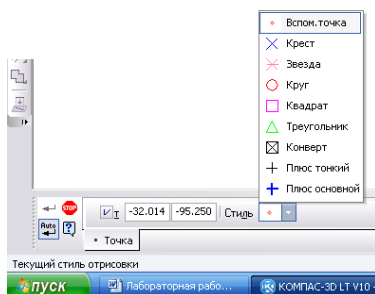 Вспом.точка
Крест
Звезда
Круг
Квадрат
Треугольник
Конверт
Плюс тонкий
Плюс основной
STOP
т -32.014 -95.250 Стиль
Auto ?
Точка
Текущий стиль отрисовки
пуск Лабораторная рабо... КОМПАС-3D LT V10 -